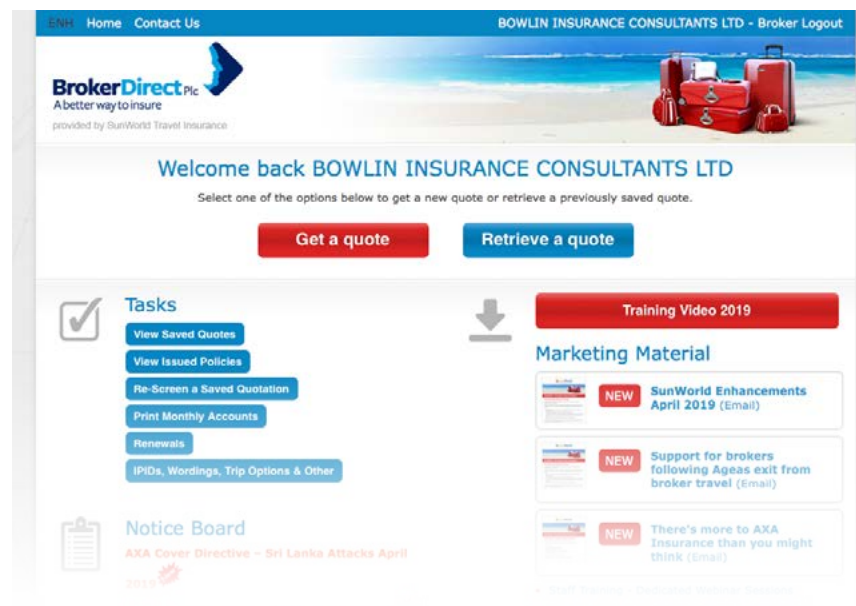 ENH Home Contact Us
BOWLIN INSURANCE CONSULTANTS LTD - Broker Logout
BrokerDirect Plc
A better way to insure
provided by SunWorld Travel Insurance
Welcome back BOWLIN INSURANCE CONSULTANTS LTD
Select one of the options below to get a new quote or retrieve a previously saved quote.
Get a quote
Retrieve a quote
Tasks
View Saved Quotes
View Issued Policies
Re-Screen a Saved Quotation
Print Monthly Accounts
Renewals
IPIDs, Wordings, Trip Options & Other
Notice Board
AXA Cover Directive – Sri Lanka Attacks April
2019
Training Video 2019
Marketing Material
NEW
SunWorld Enhancements
April 2019 (Email)
NEW
Support for brokers
following Ageas exit from
broker travel (Email)
NEW
There's more to AXA
Insurance than you might
think (Email)